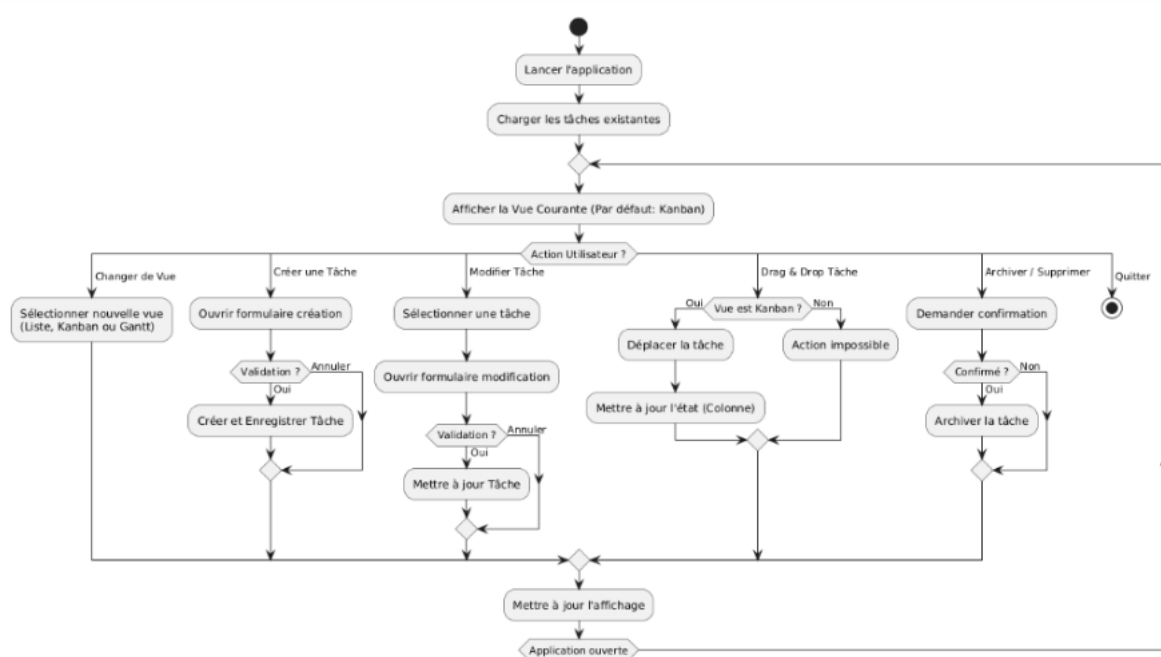 Lancer l'application
Charger les tâches existantes
Afficher la Vue Courante (Par défaut: Kanban)
Action Utilisateur ?
Changer de Vue
Créer une Tâche
Modifier Tâche
Drag & Drop Tâche
Archiver / Supprimer
Quitter
Sélectionner nouvelle vue
(Liste, Kanban ou Gantt)
Ouvrir formulaire création
Validation ?
Annuler
Oui
Créer et Enregistrer Tâche
Sélectionner une tâche
Ouvrir formulaire modification
Validation ?
Annuler
Oui
Mettre à jour Tâche
Oui
Vue est Kanban ?
Non
Déplacer la tâche
Action impossible
Mettre à jour l'état (Colonne)
Demander confirmation
Confirmé ?
Non
Oui
Archiver la tâche
Mettre à jour l'affichage
Application ouverte